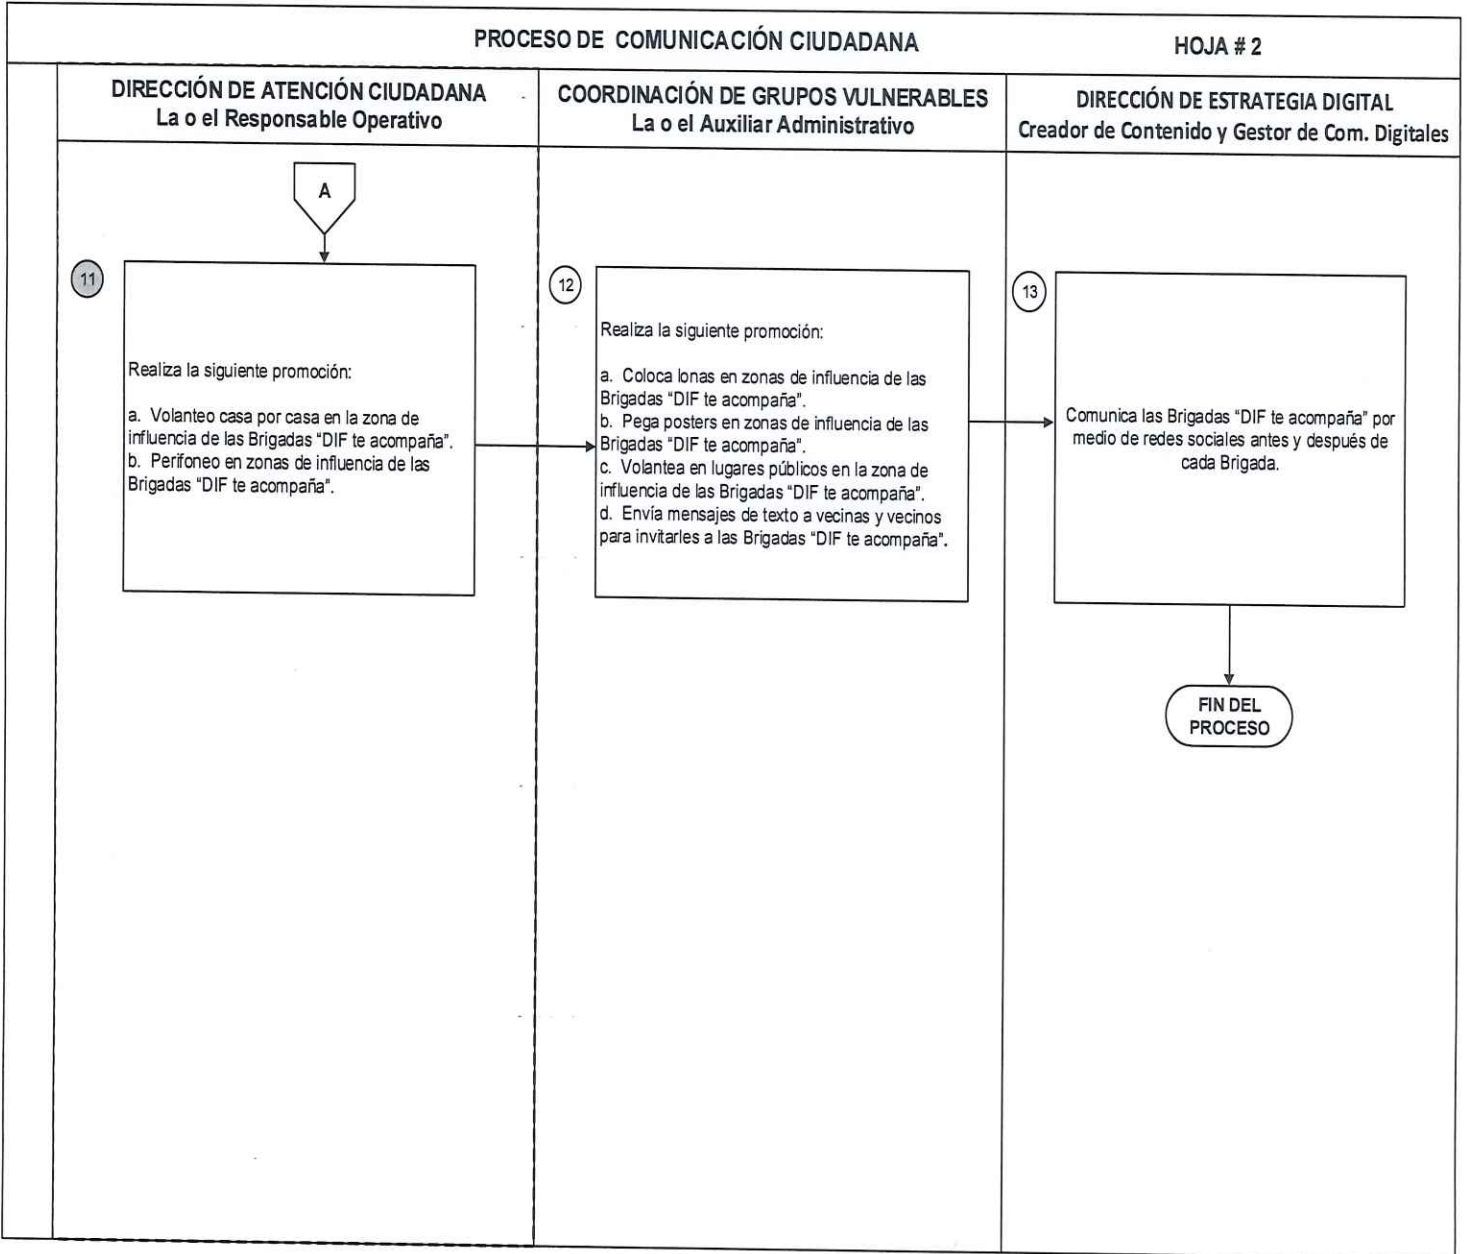 PROCESO DE COMUNICACIÓN CIUDADANA
HOJA # 2
DIRECCIÓN DE ATENCIÓN CIUDADANA
La o el Responsable Operativo
COORDINACIÓN DE GRUPOS VULNERABLES
La o el Auxiliar Administrativo
DIRECCIÓN DE ESTRATEGIA DIGITAL
Creador de Contenido y Gestor de Com. Digitales
A
11
Realiza la siguiente promoción:
a. Volanteo casa por casa en la zona de
influencia de las Brigadas “DIF te acompaña”.
b. Perifoneo en zonas de influencia de las
Brigadas “DIF te acompaña”.
12
Realiza la siguiente promoción:
a. Coloca lonas en zonas de influencia de las
Brigadas “DIF te acompaña”.
b. Pega posters en zonas de influencia de las
Brigadas “DIF te acompaña”.
c. Volantea en lugares públicos en la zona de
influencia de las Brigadas “DIF te acompaña”.
d. Envía mensajes de texto a vecinas y vecinos
para invitarles a las Brigadas “DIF te acompaña”.
13
Comunica las Brigadas “DIF te acompaña” por
medio de redes sociales antes y después de
cada Brigada.
FIN DEL
PROCESO